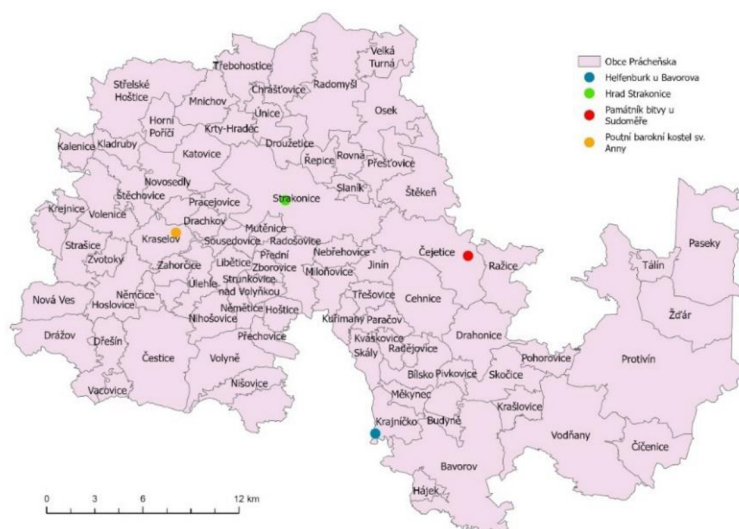 Velká
Turná
Třebohostice
Radomyšl
Střelské
Hoštice
Chrášťovice
Mnichov
Osek
Únice
Horní
Poříčí
Krty-Hradec
Droužetice
Kladruby
Kalenice
Katovice
Řepice
Rovná
Přešťovice
Novosedly
Slaník
Štěkeň
Štěchovice
Strakonice
Krejnice
Volenice
Pracejovice
Drachkov
Mutěnice
Kraselov
Sousedovice
Radošovice
Strašice
Nebřehovice
Čejetice
Paseky
Zvotoky
Libětice
Přední
Zborovice
Jinín
Ražice
Tálín
Zahorčice
Miloňovice
Úlehle
Strunkovice
nad Volyňkou
Němčice
Třešovice
Cehnice
Nová Ves
Hoslovice
Němětice
Hoštice
Žďár
Nihošovice
Kuřimany
Paračov
Drážov
Dřešín
Přechovice
Kváskovice
Drahonice
Skály
Radějovice
Čestice
Volyně
Pohorovice
Protivín
Bílsko
Pivkovice
Skočice
Vacovice
Nišovice
Měkynec
Krašlovice
Krajníčko
Budyně
Vodňany
Číčenice
Bavorov
Hájek
Obce Prácheňska
Helfenburk u Bavorova
Hrad Strakonice
Památník bitvy u
Sudoměře
Poutní barokní kostel sv.
Anny
0 3 6 12 km